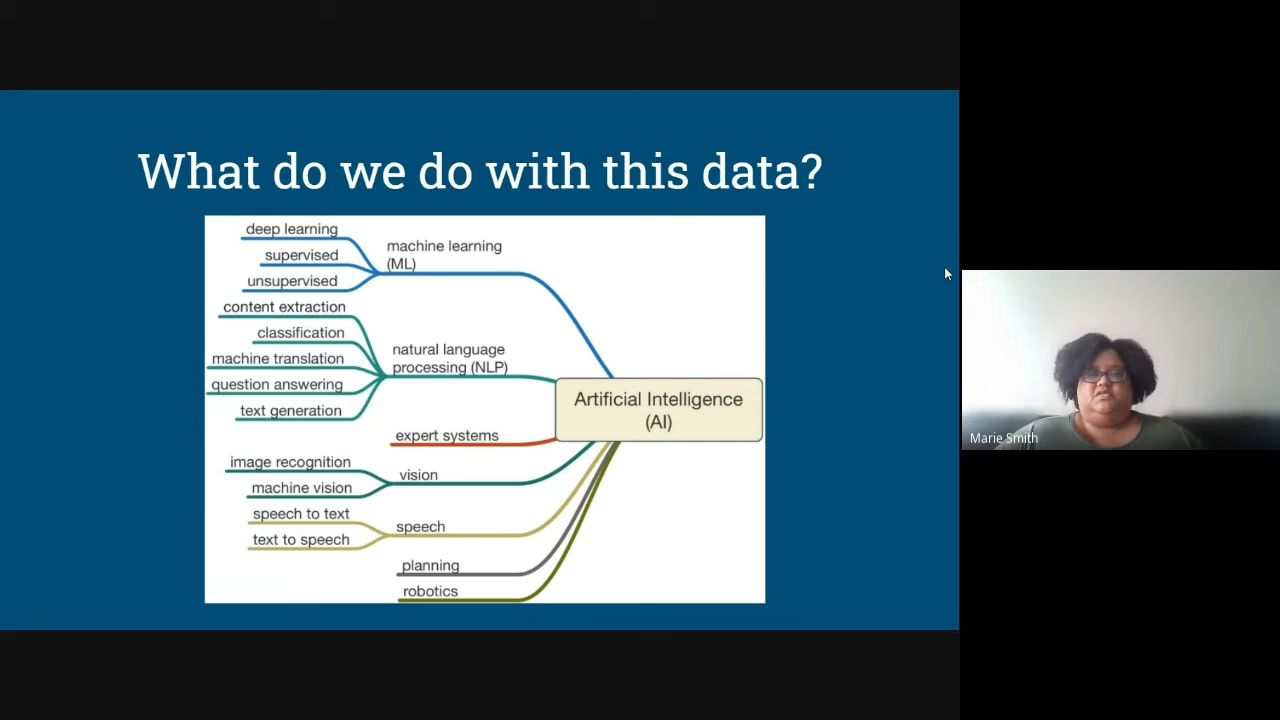 What do we do with this data?
deep learning
supervised
unsupervised
machine learning
(ML)
content extraction
classification
machine translation
question answering
text generation
natural language
processing (NLP)
expert systems
image recognition
machine vision
vision
speech to text
text to speech
speech
planning
robotics
Artificial Intelligence
(AI)
Marie Smith